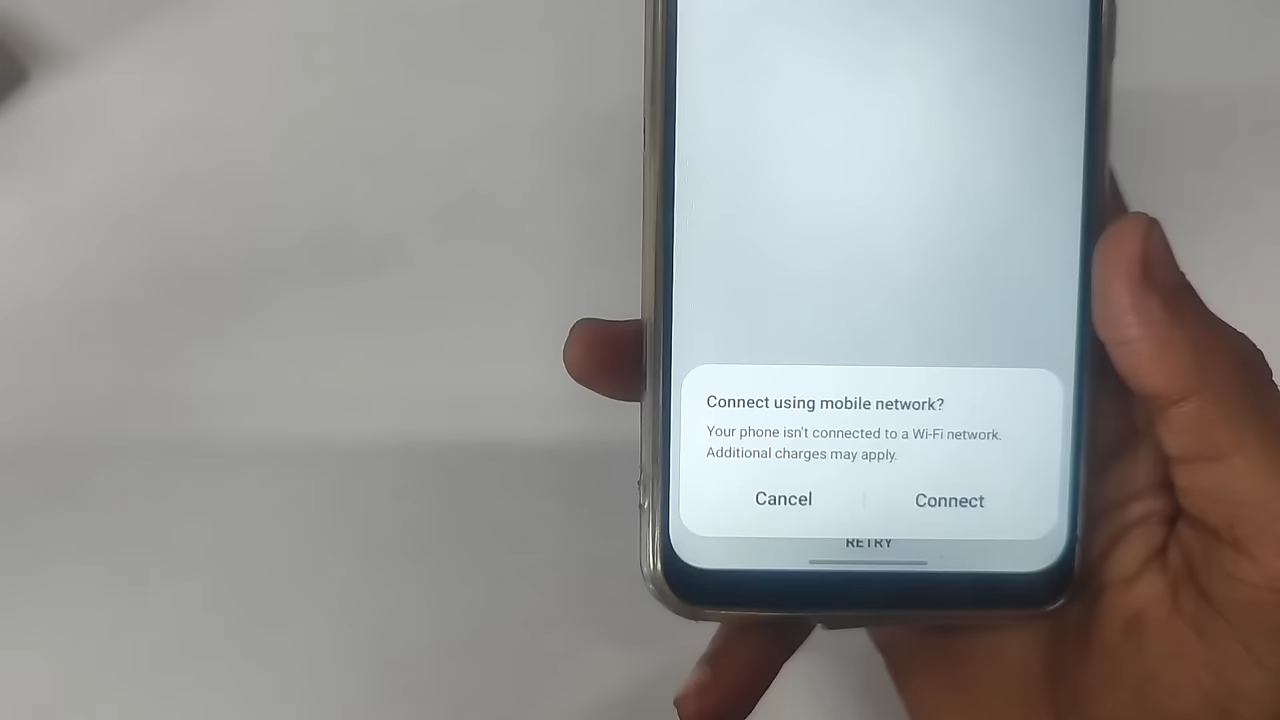 Connect using mobile network?
Your phone isn't connected to a Wi-Fi network.
Additional charges may apply.
Cancel Connect
RETRY